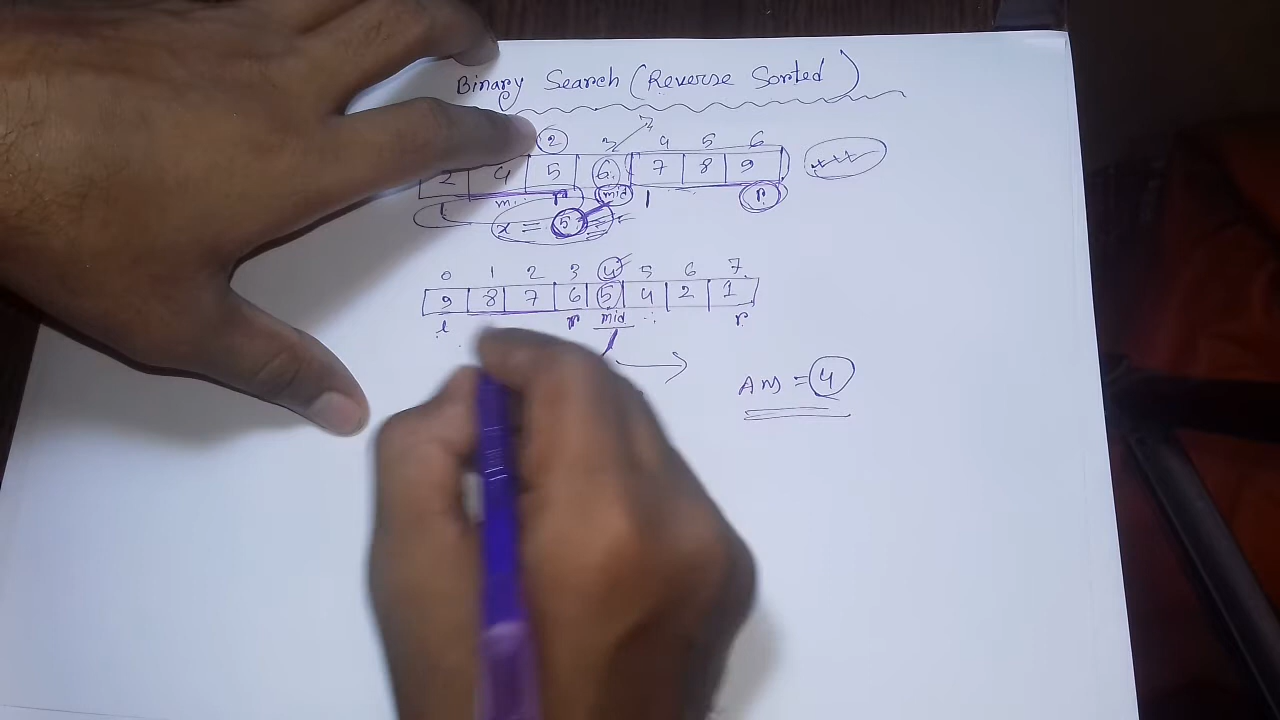 Binary Search (Reverse Sorted)
2 3 4 5 6
2 4 5 6 7 8 9
m r mid l r
x = 5
0 1 2 3 4 5 6 7
9 8 7 6 5 4 2 1
l r mid r
Ans = 4